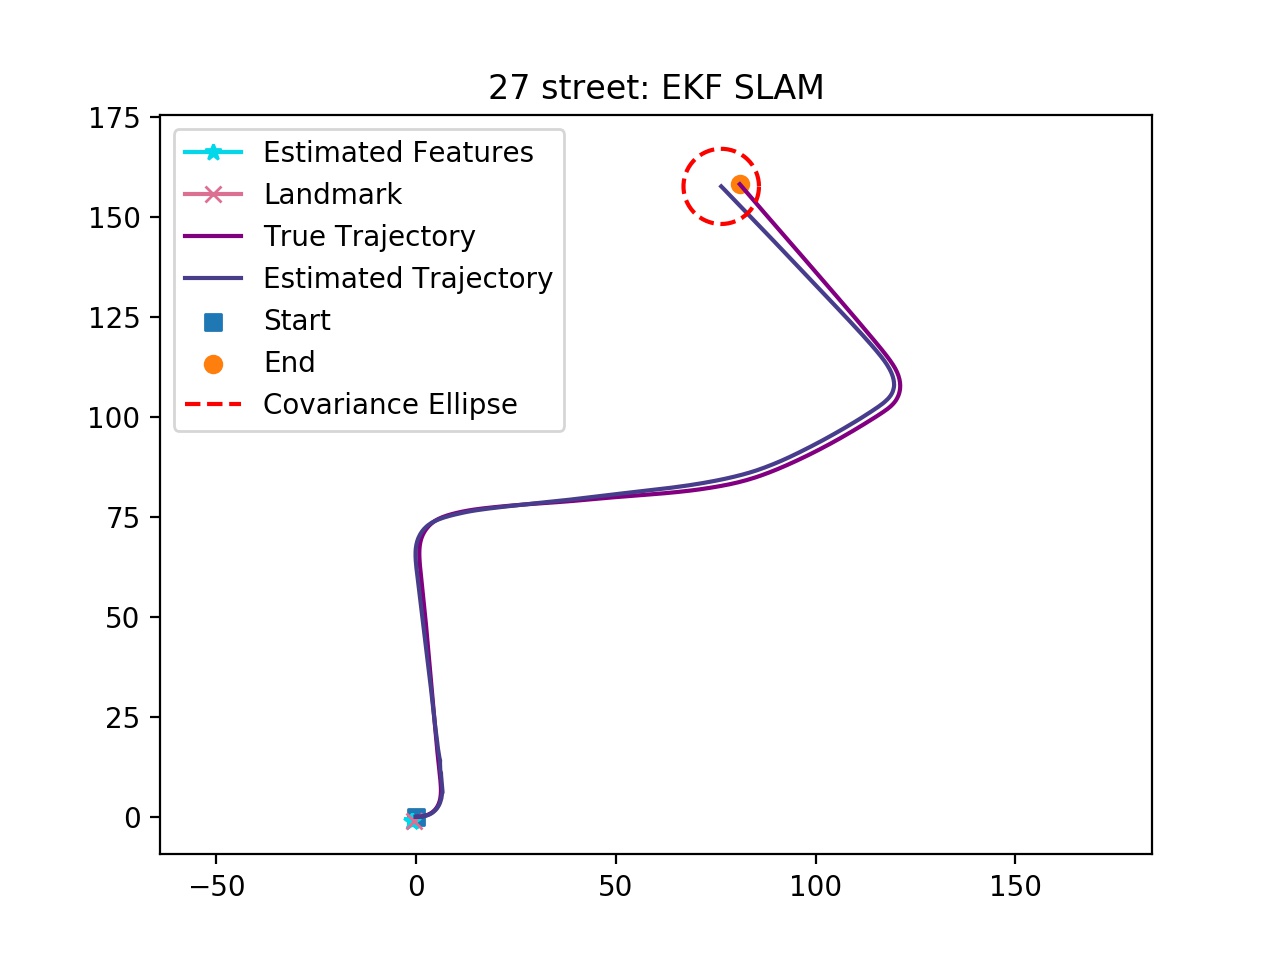 27 street: EKF SLAM
175
150
125
100
75
50
25
0
Estimated Features
Landmark
True Trajectory
Estimated Trajectory
Start
End
Covariance Ellipse
−50
0
50
100
150